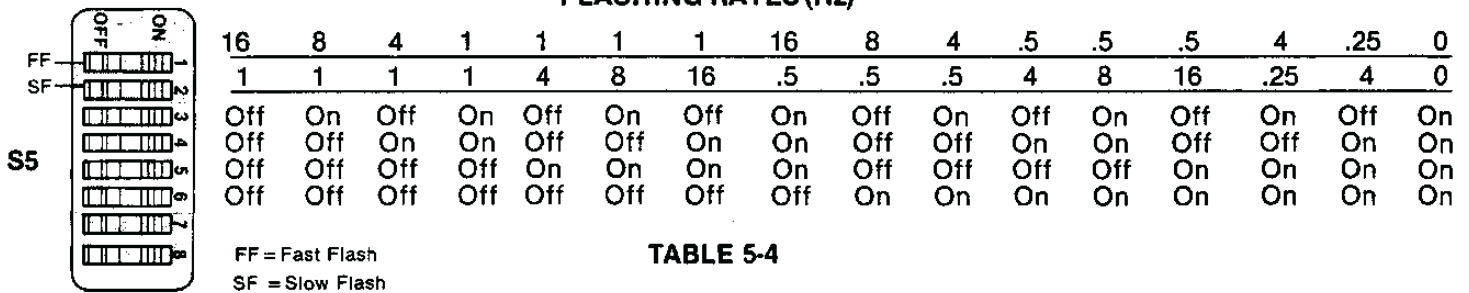 FLASHING RATES (Hz)
OFF ON
FF 1 16 8 4 1 1 1 1 16 8 4 .5 .5 .5 4 .25 0
SF 2 1 1 1 1 4 8 16 .5 .5 .5 4 8 16 .25 4 0
3 Off On Off On Off On Off On Off On Off On Off On Off On
4 Off Off On On Off Off On On Off Off On On Off Off On On
S5 5 Off Off Off Off On On On On Off Off Off Off On On On On
6 Off Off Off Off Off Off Off Off On On On On On On On On
7
8 FF = Fast Flash TABLE 5-4
SF = Slow Flash